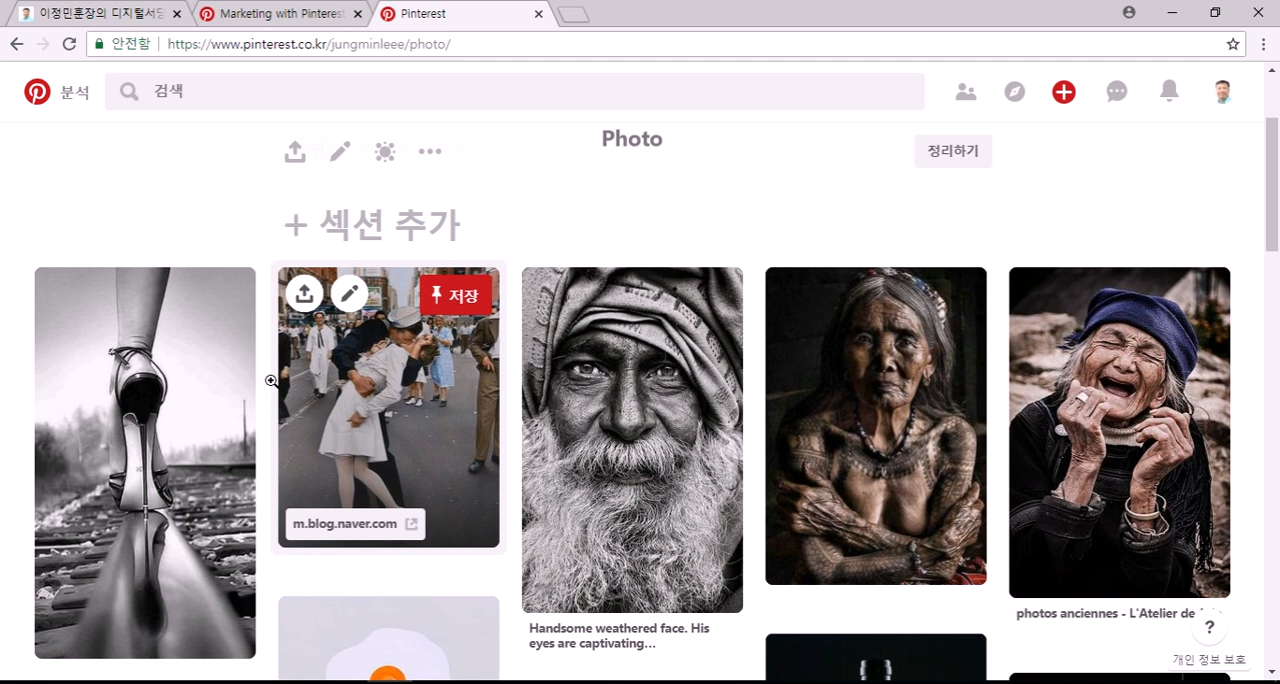 이정민훈장의 디지털서당
Marketing with Pinterest
Pinterest
안전함
https://www.pinterest.co.kr/jungminleee/photo/
분석
검색
Photo
정리하기
+ 섹션 추가
저장
m.blog.naver.com
Handsome weathered face. His
eyes are captivating...
photos anciennes - L'Atelier de
?
개인 정보 보호